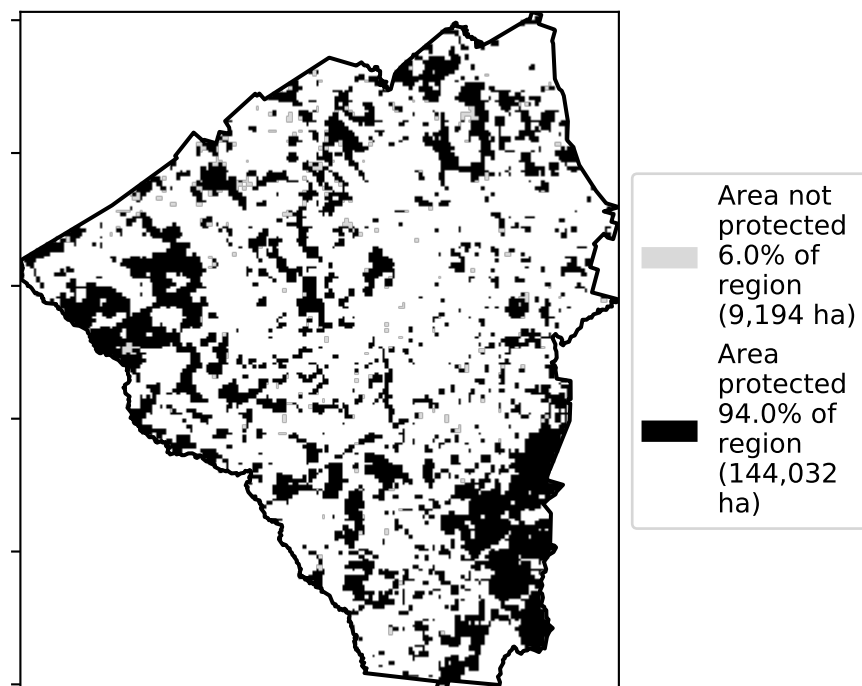 Area not
protected
6.0% of
region
(9,194 ha)
Area
protected
94.0% of
region
(144,032
ha)